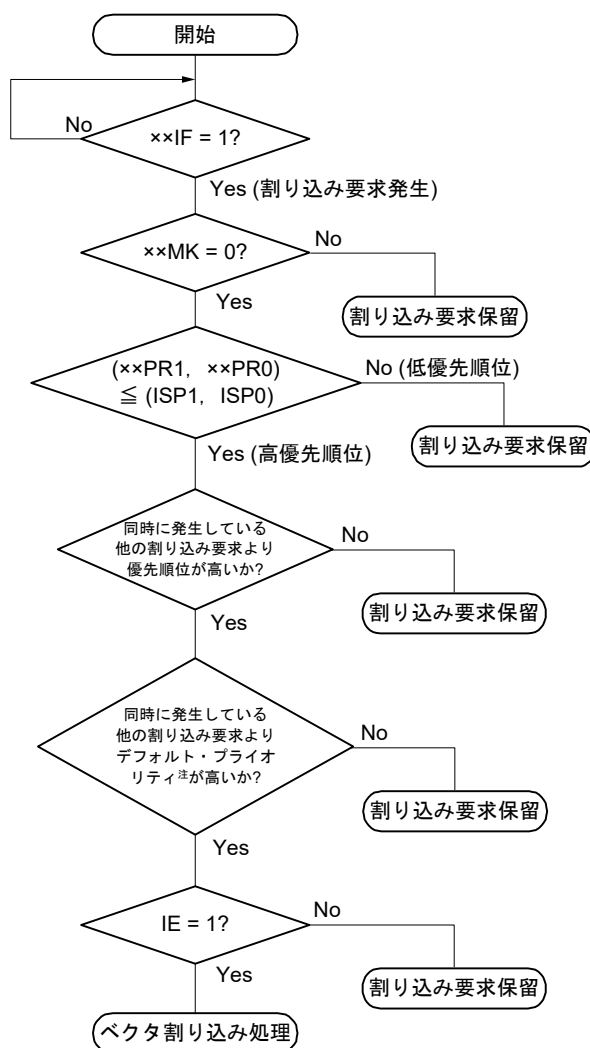 開始
No
××IF = 1?
Yes (割り込み要求発生)
××MK = 0?
No
Yes
割り込み要求保留
(××PR1, ××PR0)
≦ (ISP1, ISP0)
No (低優先順位)
割り込み要求保留
Yes (高優先順位)
同時に発生している
他の割り込み要求より
優先順位が高いか?
No
割り込み要求保留
Yes
同時に発生している
他の割り込み要求より
デフォルト・プライオ
リティ注が高いか?
No
割り込み要求保留
Yes
IE = 1?
No
割り込み要求保留
Yes
ベクタ割り込み処理